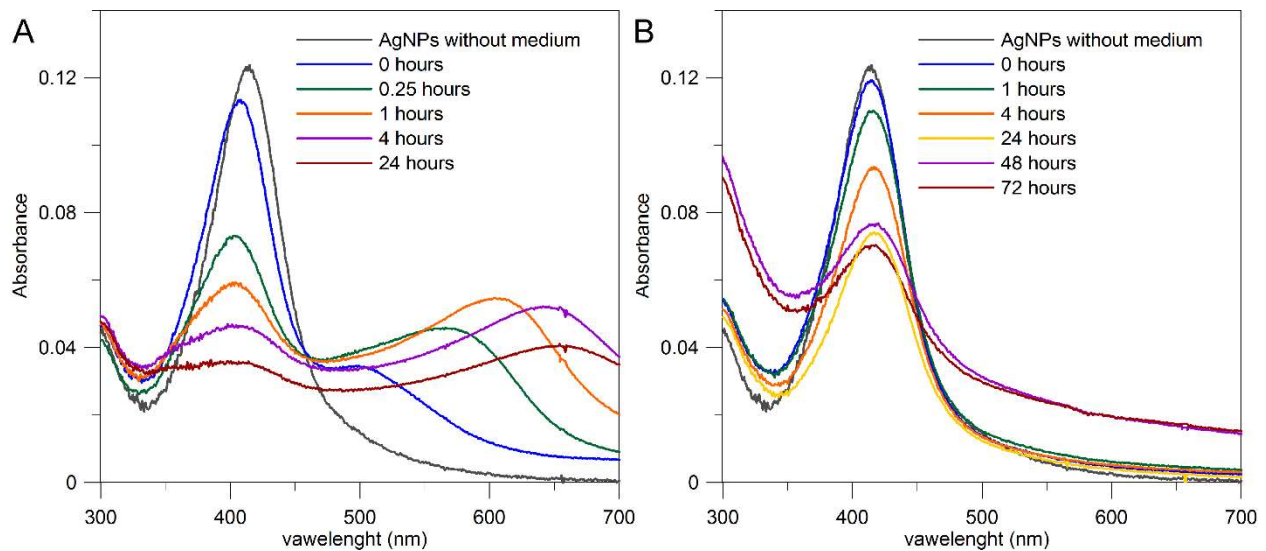 A
AgNPs without medium
0 hours
0.25 hours
1 hours
4 hours
24 hours
0.12
0.08
0.04
0
Absorbance
300
400
500
600
700
vawelenght (nm)
B
AgNPs without medium
0 hours
1 hours
4 hours
24 hours
48 hours
72 hours
0.12
0.08
0.04
0
Absorbance
300
400
500
600
700
vawelenght (nm)